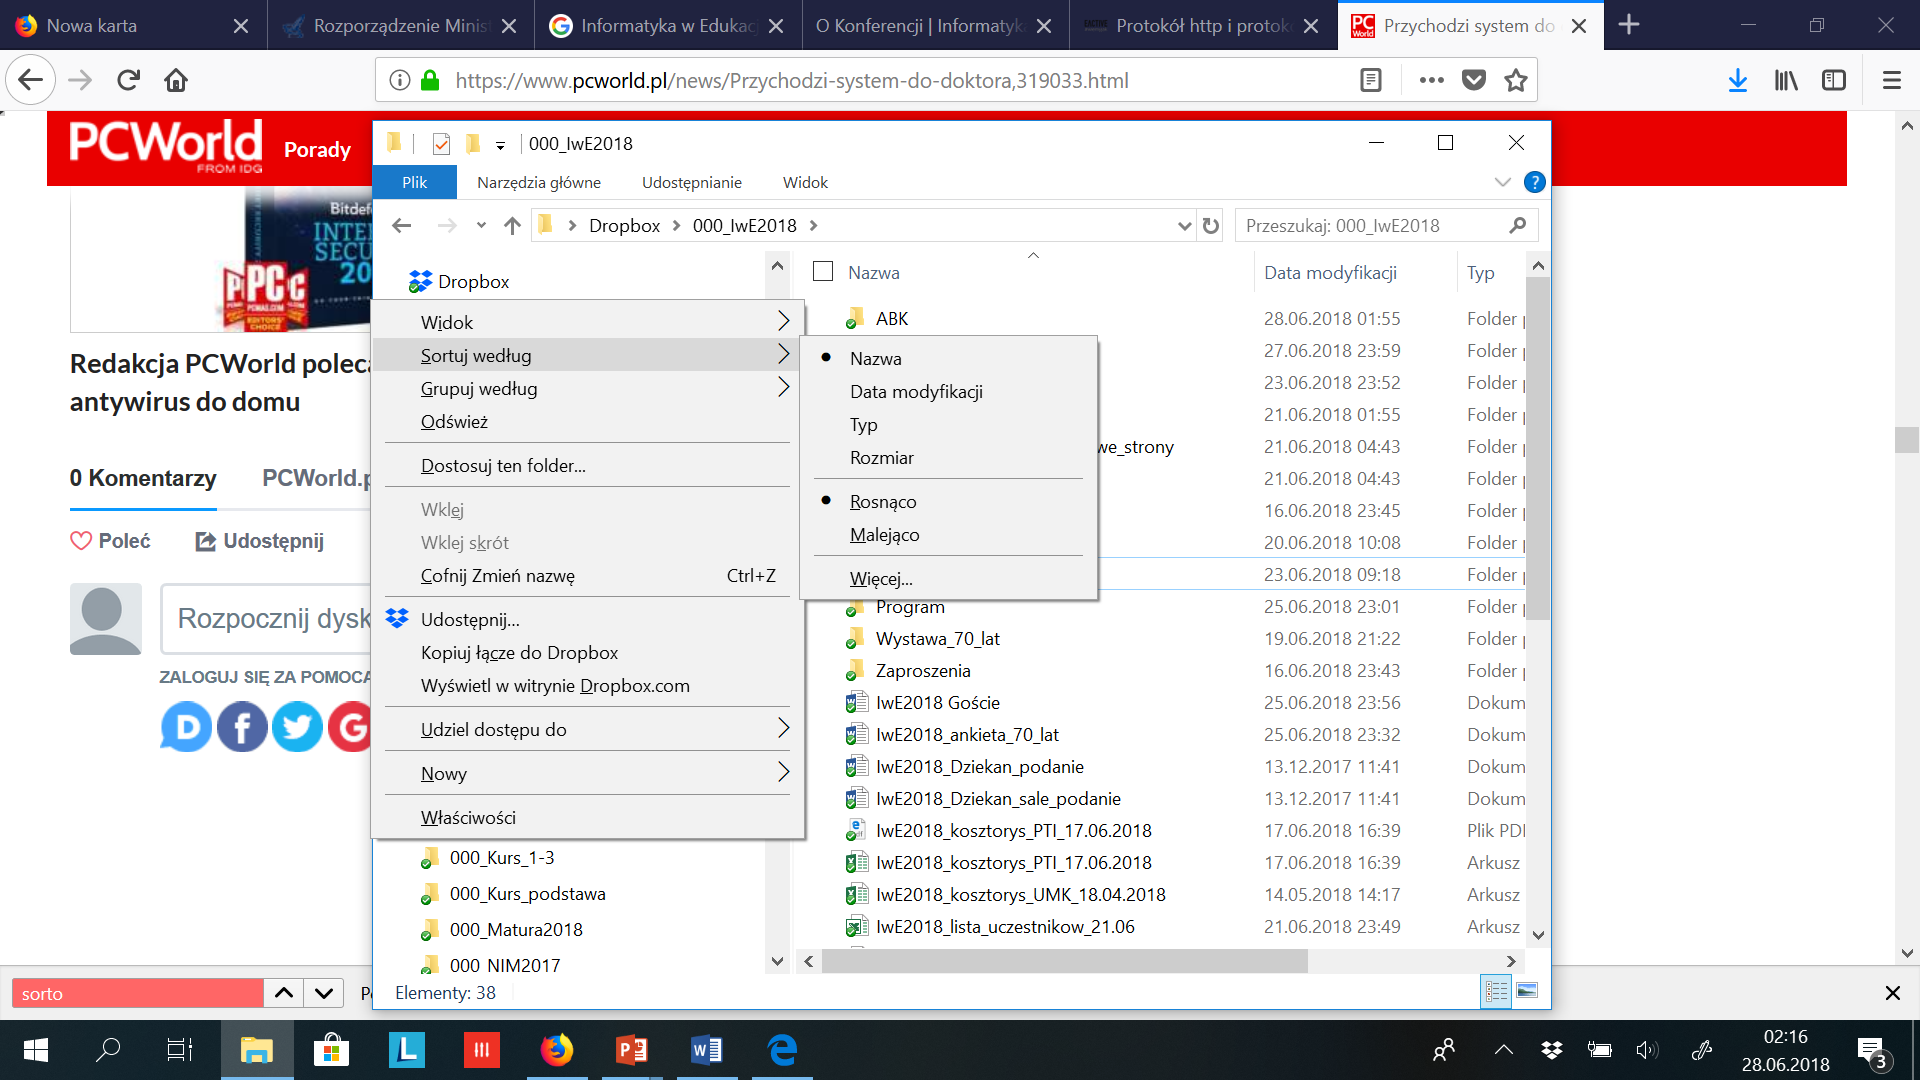 Nowa karta
Rozporządzenie Minis
Informatyka w Edukac
O Konferencji | Informatyk
Protokół http i protoko
Przychodzi system do
https://www.pcworld.pl/news/Przychodzi-system-do-doktora,319033.html
PCWorld
FROM IDG
Porady
Bitdefe
INTE
SECU
20
PC
Redakcja PCWorld poleca
antywirus do domu
0 Komentarzy
PCWorld.p
Poleć
Udostępnij
Rozpocznij dysk
ZALOGUJ SIĘ ZA POMOCĄ
000_IwE2018
Plik
Narzędzia główne
Udostępnianie
Widok
Dropbox
000_IwE2018
Przeszukaj: 000_IwE2018
Dropbox
Widok
Sortuj według
Grupuj według
Odśwież
Dostosuj ten folder...
Wklej
Wklej skrót
Cofnij Zmień nazwę Ctrl+Z
Udostępnij...
Kopiuj łącze do Dropbox
Wyświetl w witrynie Dropbox.com
Udziel dostępu do
Nowy
Właściwości
Nazwa
Data modyfikacji
Typ
Rozmiar
Rosnąco
Malejąco
Więcej...
000_Kurs_1-3
000_Kurs_podstawa
000_Matura2018
000_NIM2017
Nazwa Data modyfikacji Typ
ABK 28.06.2018 01:55 Folder p
27.06.2018 23:59 Folder p
23.06.2018 23:52 Folder p
21.06.2018 01:55 Folder p
we_strony 21.06.2018 04:43 Folder p
21.06.2018 04:43 Folder p
16.06.2018 23:45 Folder p
20.06.2018 10:08 Folder p
23.06.2018 09:18 Folder p
Program 25.06.2018 23:01 Folder p
Wystawa_70_lat 19.06.2018 21:22 Folder p
Zaproszenia 16.06.2018 23:43 Folder p
IwE2018 Goście 25.06.2018 23:56 Dokum
IwE2018_ankieta_70_lat 25.06.2018 23:32 Dokum
IwE2018_Dziekan_podanie 13.12.2017 11:41 Dokum
IwE2018_Dziekan_sale_podanie 13.12.2017 11:41 Dokum
IwE2018_kosztorys_PTI_17.06.2018 17.06.2018 16:39 Plik PDI
IwE2018_kosztorys_PTI_17.06.2018 17.06.2018 16:39 Arkusz
IwE2018_kosztorys_UMK_18.04.2018 14.05.2018 14:17 Arkusz
IwE2018_lista_uczestnikow_21.06 21.06.2018 23:49 Arkusz
Elementy: 38
sorto
02:16
28.06.2018
3